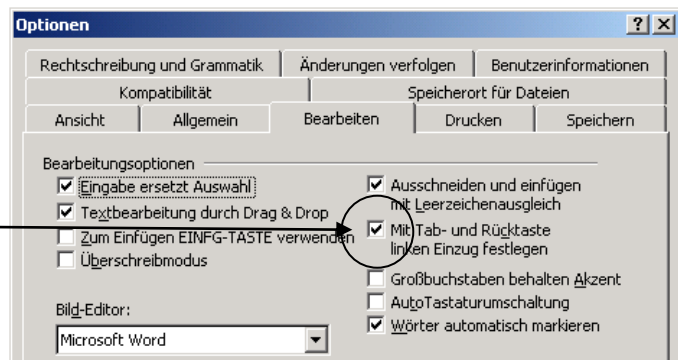 Optionen
Rechtschreibung und Grammatik
Änderungen verfolgen
Benutzerinformationen
Kompatibilität
Speicherort für Dateien
Ansicht
Allgemein
Bearbeiten
Drucken
Speichern
Bearbeitungsoptionen
Eingabe ersetzt Auswahl
Textbearbeitung durch Drag & Drop
Zum Einfügen EINFG-TASTE verwenden
Überschreibmodus
Bild-Editor:
Microsoft Word
Ausschneiden und einfügen
mit Leerzeichenausgleich
Mit Tab- und Rücktaste
linken Einzug festlegen
Großbuchstaben behalten Akzent
AutoTastaturumschaltung
Wörter automatisch markieren